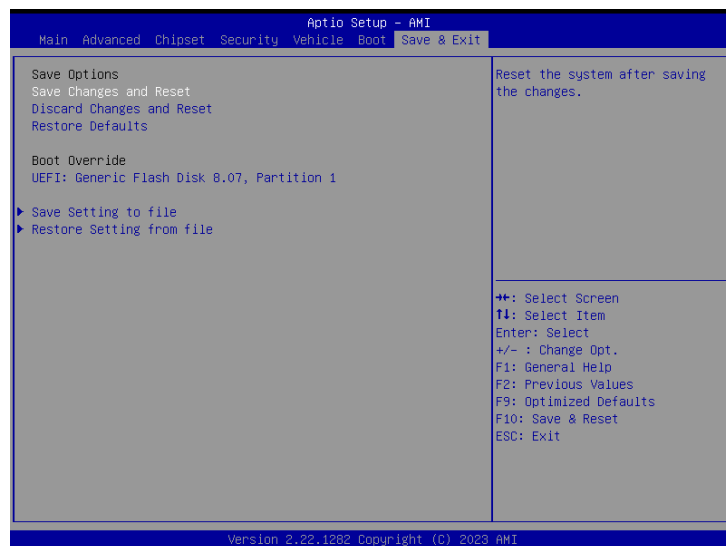 Aptio Setup – AMI
Main Advanced Chipset Security Vehicle Boot Save & Exit
Save Options
Save Changes and Reset
Discard Changes and Reset
Restore Defaults
Boot Override
UEFI: Generic Flash Disk 8.07, Partition 1
Save Setting to file
Restore Setting from file
Reset the system after saving
the changes.
→←: Select Screen
↑↓: Select Item
Enter: Select
+/- : Change Opt.
F1: General Help
F2: Previous Values
F9: Optimized Defaults
F10: Save & Reset
ESC: Exit
Version 2.22.1282 Copyright (C) 2023 AMI